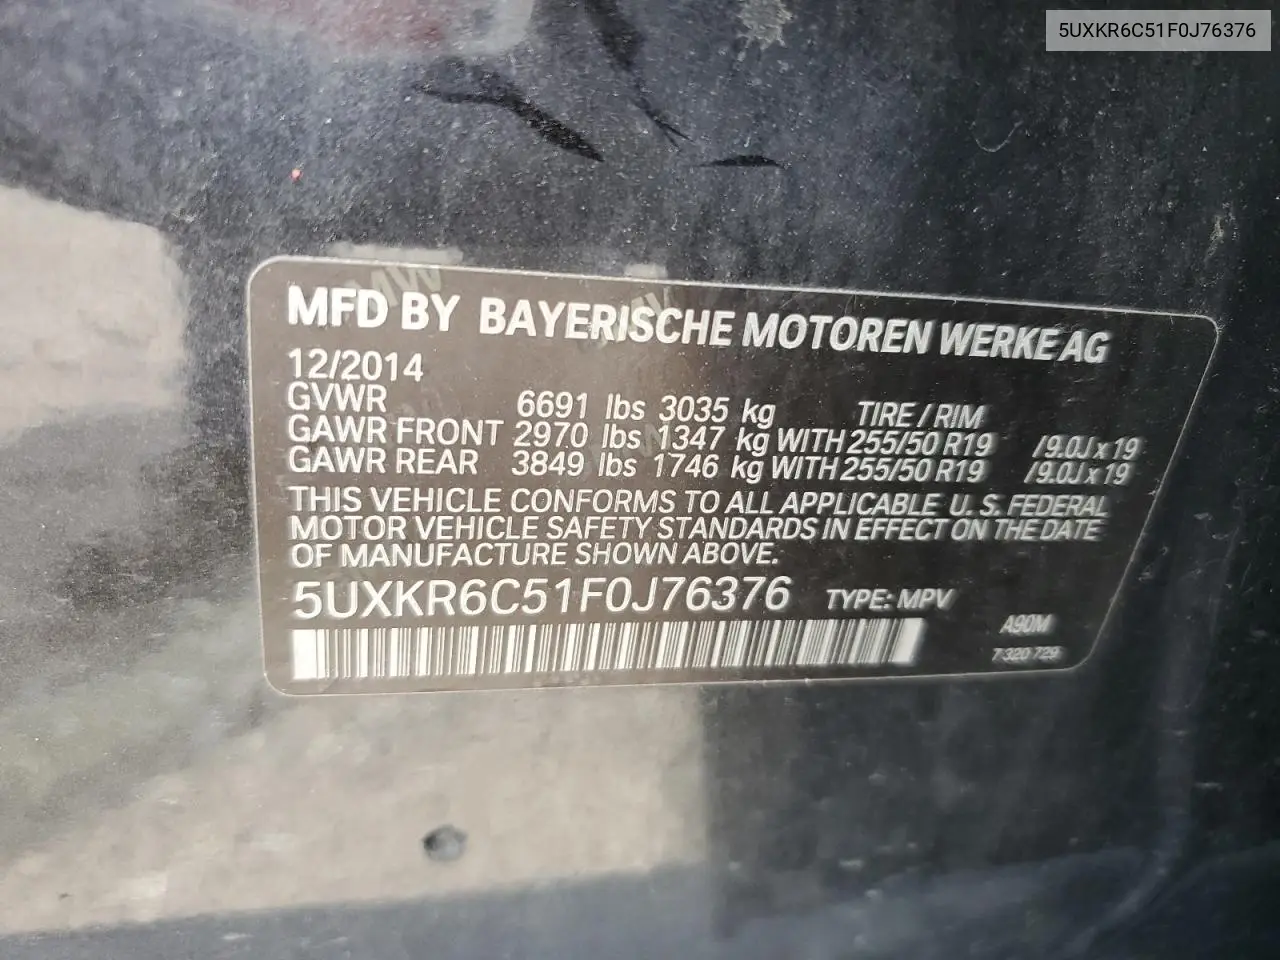 5UXKR6C51F0J76376
MFD BY BAYERISCHE MOTOREN WERKE AG
12/2014
GVWR 6691 lbs 3035 kg TIRE / RIM
GAWR FRONT 2970 lbs 1347 kg WITH 255/50 R19 / 9.0J x 19
GAWR REAR 3849 lbs 1746 kg WITH 255/50 R19 / 9.0J x 19
THIS VEHICLE CONFORMS TO ALL APPLICABLE U. S. FEDERAL
MOTOR VEHICLE SAFETY STANDARDS IN EFFECT ON THE DATE
OF MANUFACTURE SHOWN ABOVE.
5UXKR6C51F0J76376 TYPE: MPV
A90M
7 320 729